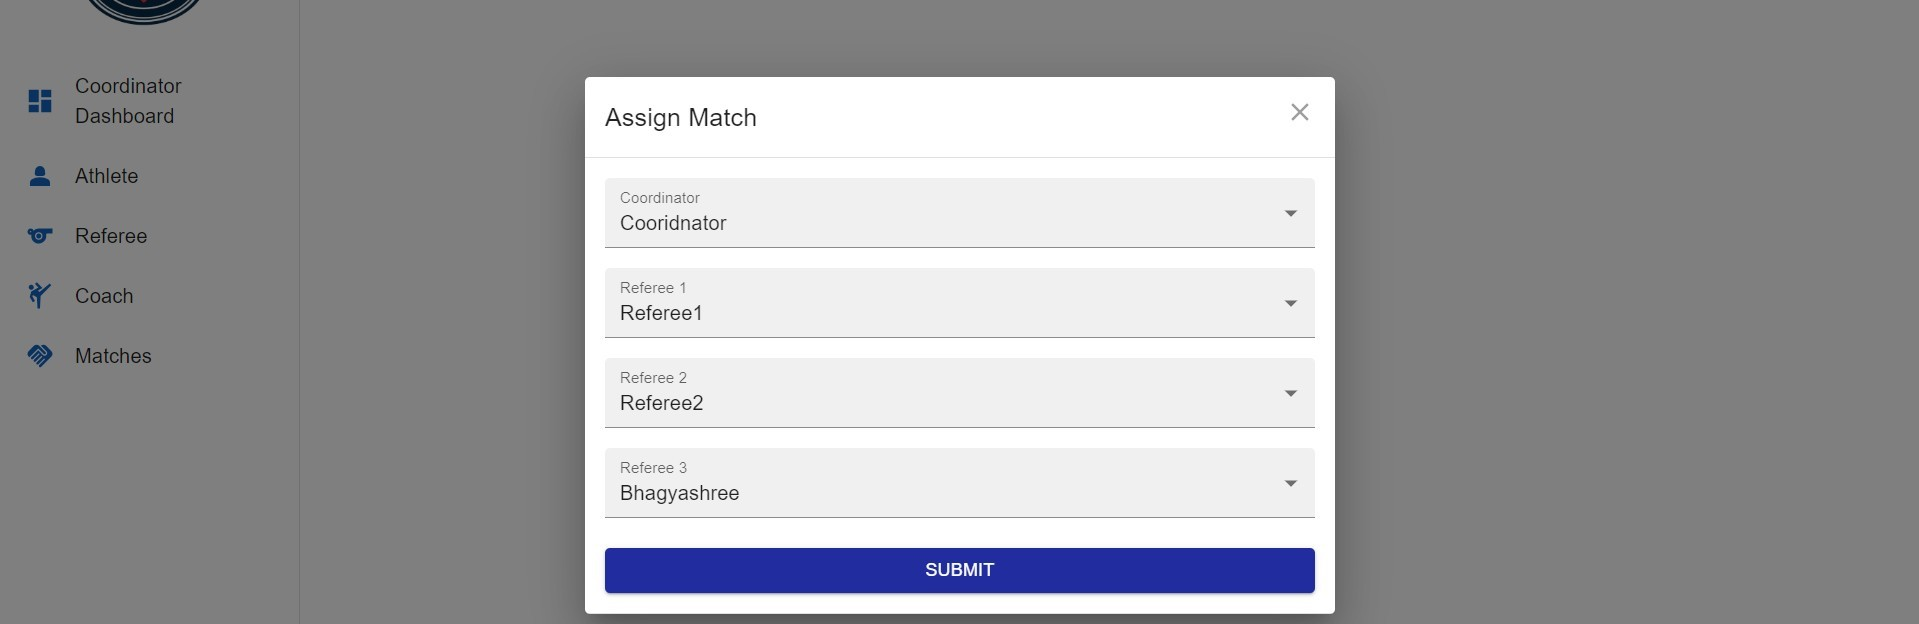 Coordinator
Dashboard
Athlete
Referee
Coach
Matches
Assign Match
Coordinator
Cooridnator
Referee 1
Referee1
Referee 2
Referee2
Referee 3
Bhagyashree
SUBMIT